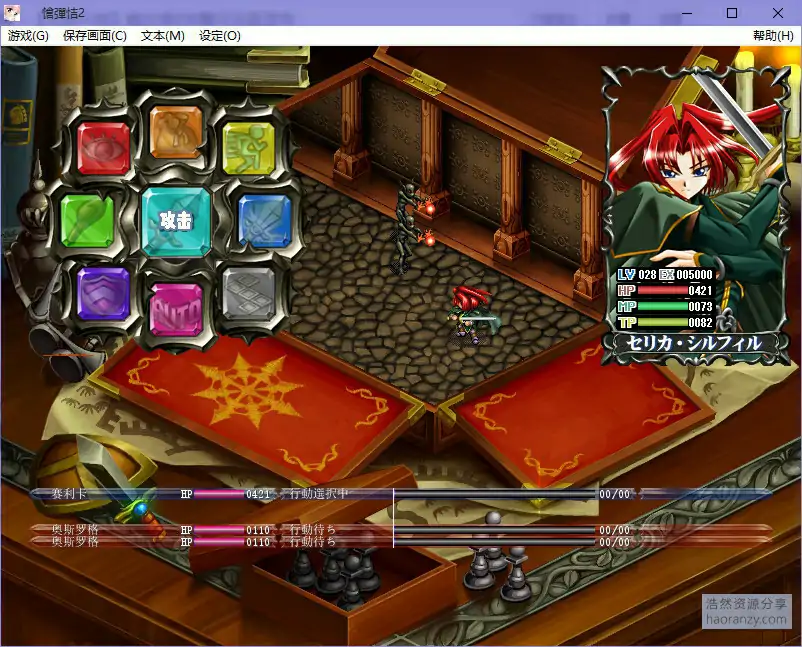 游戏(G) 保存画面(C) 文本(M) 设定(O) 帮助(H)
攻击
AUTO
LV 028 EX 005000
HP 0421
MP 0073
TP 0082
セリカ・シルフィル
赛利卡 HP 0421 行動選択中 00/00
奥斯罗格 HP 0110 行動待ち 00/00
奥斯罗格 HP 0110 行動待ち 00/00
浩然资源分享
haoranzy.com